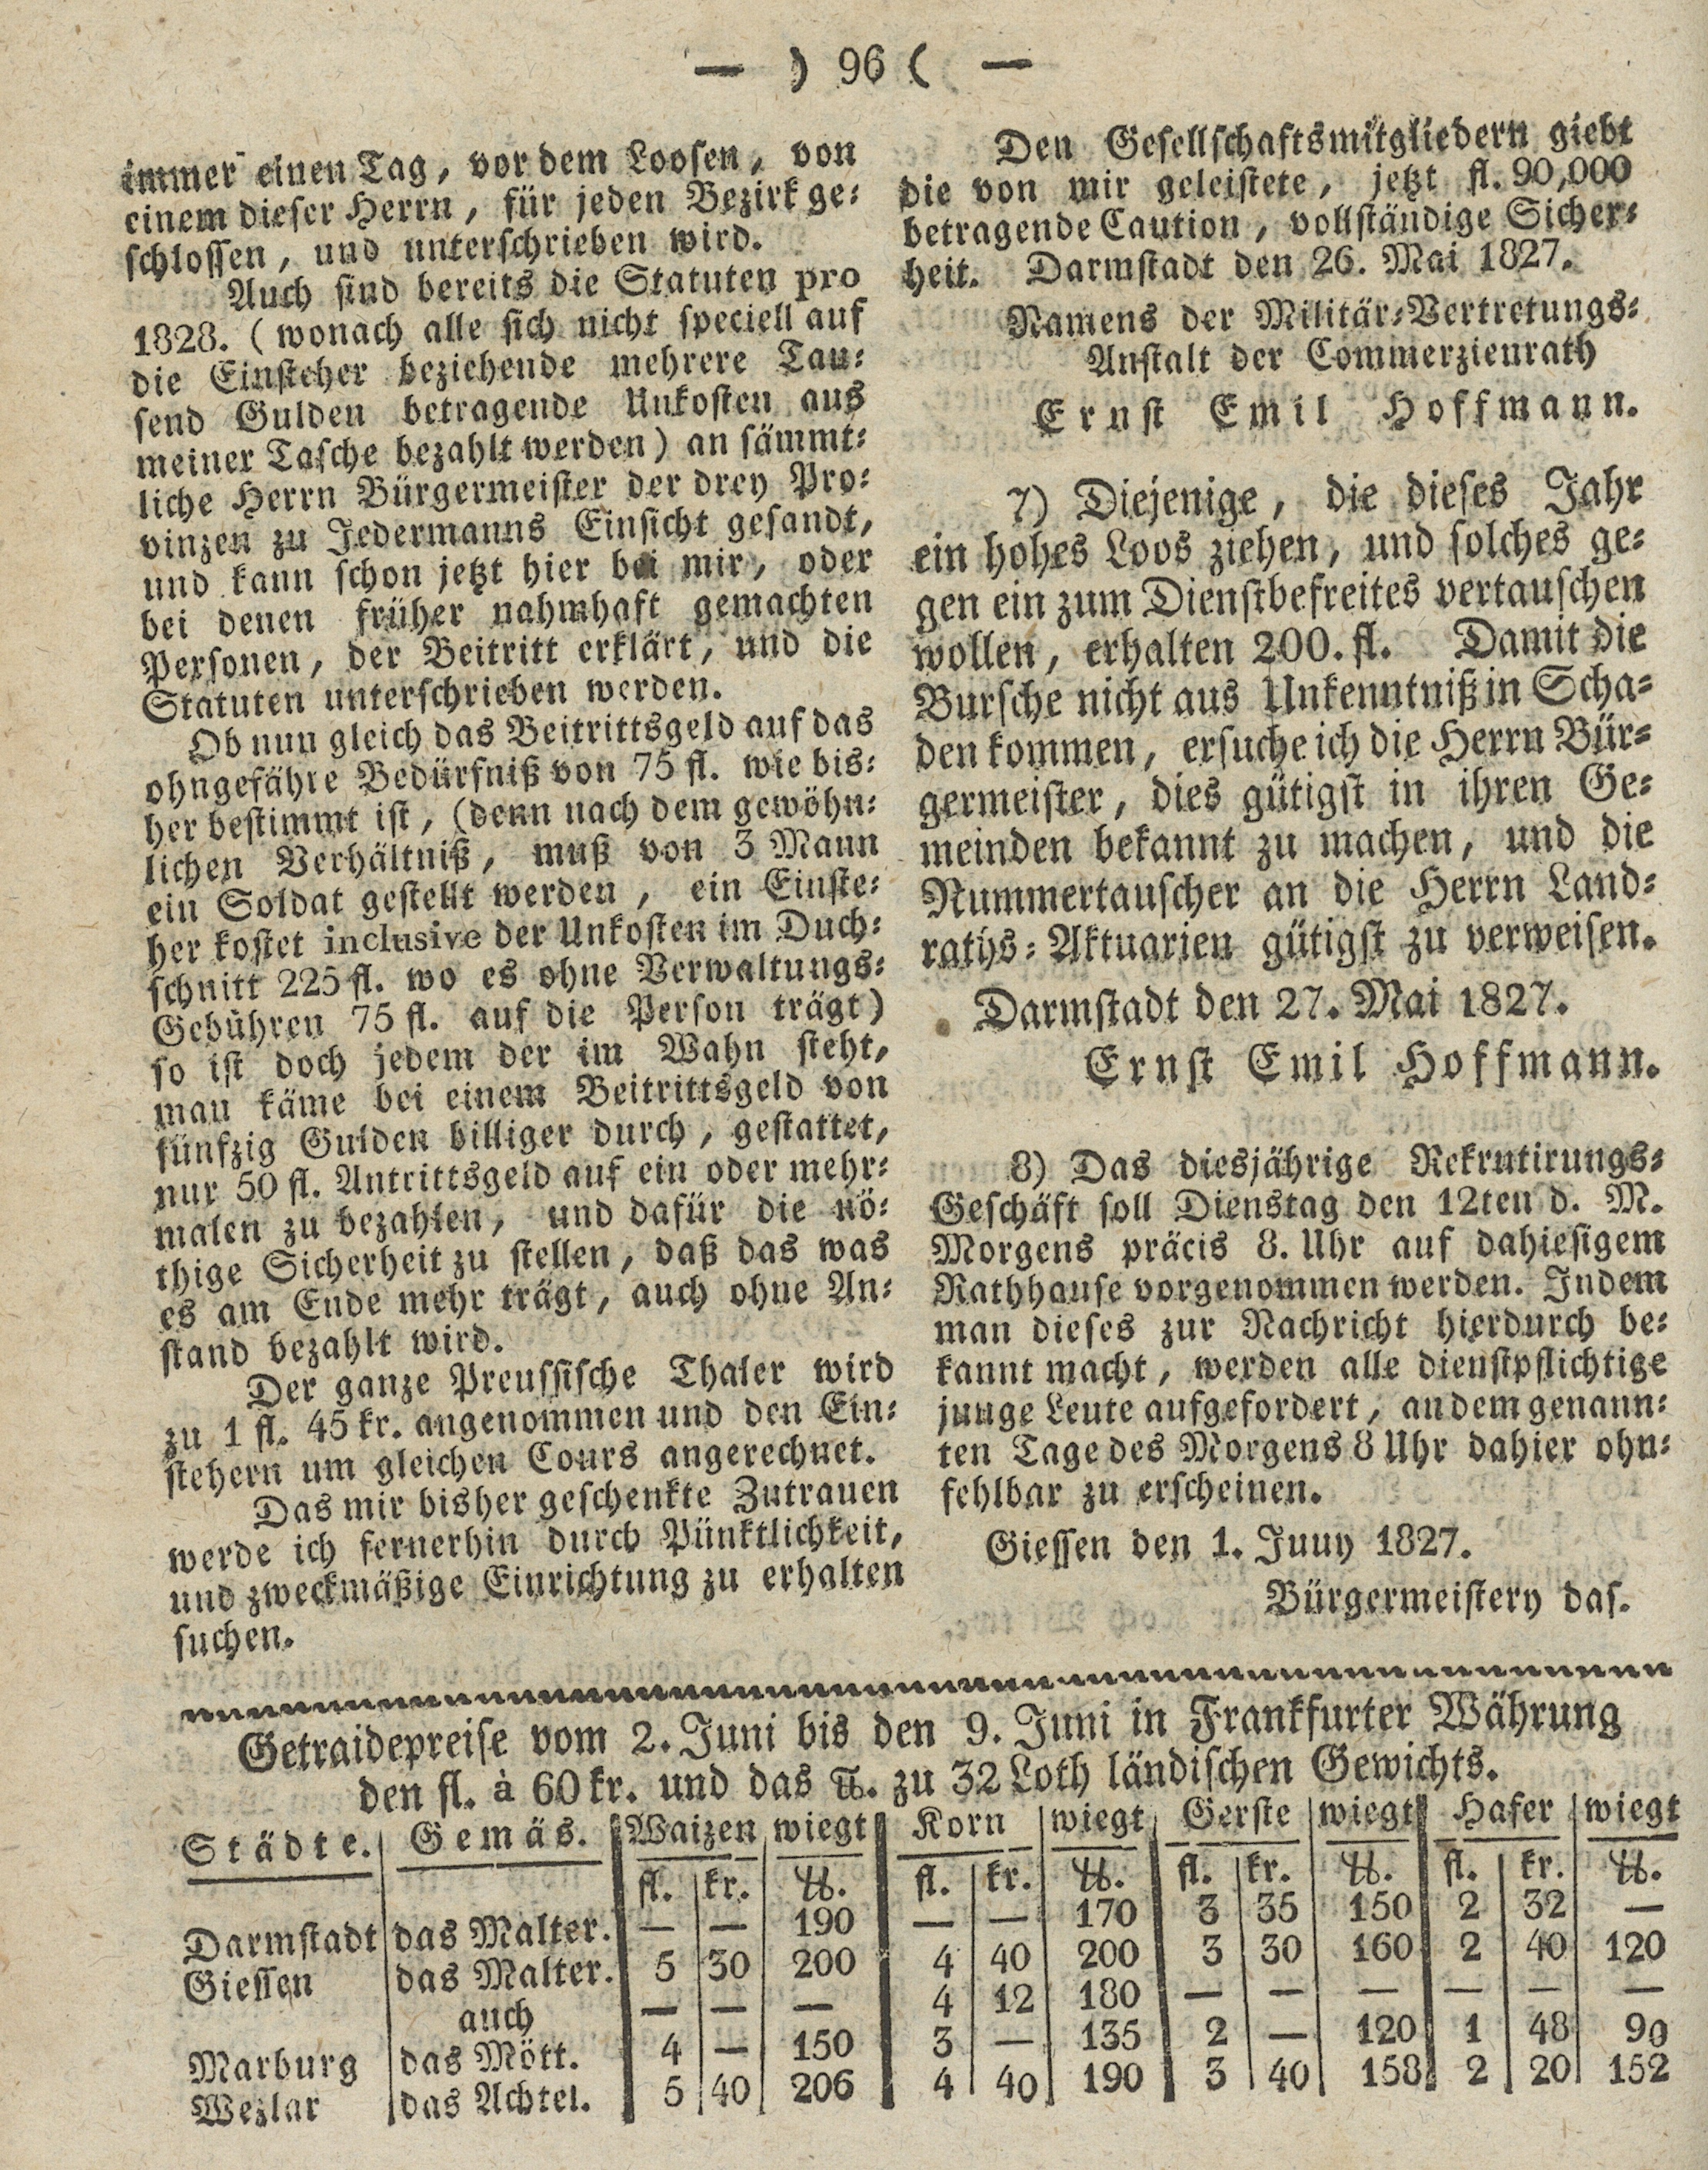 — ) 96 ( —
immer einen Tag, vor dem Loosen, von
einem dieser Herrn, für jeden Bezirk ge-
schlossen, und unterschrieben wird.
Auch sind bereits die Statuten pro
1828. (wonach alle sich nicht speciell auf
die Einsteher beziehende mehrere Tau-
send Gulden betragende Unkosten aus
meiner Tasche bezahlt werden) an sämmt-
liche Herrn Bürgermeister der drey Pro-
vinzen zu Jedermanns Einsicht gesandt,
und kann schon jetzt hier bei mir, oder
bei denen früher nahmhaft gemachten
Personen, der Beitritt erklärt, und die
Statuten unterschrieben werden.
Ob nun gleich das Beitrittsgeld auf das
ohngefähre Bedürfniß von 75 fl. wie bis-
her bestimmt ist, (denn nach dem gewöhn-
lichen Verhältniß, muß von 3 Mann
ein Soldat gestellt werden, ein Einste-
her kostet inclusive der Unkosten im Duch-
schnitt 225 fl. wo es ohne Verwaltungs-
Gebühren 75 fl. auf die Person trägt)
so ist doch jedem der im Wahn steht,
man käme bei einem Beitrittsgeld von
fünfzig Gulden billiger durch, gestattet,
nur 50 fl. Antrittsgeld auf ein oder mehr-
malen zu bezahlen, und dafür die nö-
thige Sicherheit zu stellen, daß das was
es am Ende mehr trägt, auch ohne An-
stand bezahlt wird.
Der ganze Preussische Thaler wird
zu 1 fl. 45 kr. angenommen und den Ein-
stehern um gleichen Cours angerechnet.
Das mir bisher geschenkte Zutrauen
werde ich fernerhin durch Pünktlichkeit,
und zweckmäßige Einrichtung zu erhalten
suchen.
Den Gesellschaftsmitgliedern giebt
die von mir geleistete, jetzt fl. 90,000
betragende Caution, vollständige Sicher-
heit. Darmstadt den 26. Mai 1827.
Namens der Militär-Vertretungs-
Anstalt der Commerzienrath
Ernst Emil Hoffmann.
7) Diejenige, die dieses Jahr
ein hohes Loos ziehen, und solches ge-
gen ein zum Dienstbefreites vertauschen
wollen, erhalten 200. fl. Damit die
Bursche nicht aus Unkenntniß in Scha-
den kommen, ersuche ich die Herrn Bür-
germeister, dies gütigst in ihren Ge-
meinden bekannt zu machen, und die
Nummertauscher an die Herrn Land-
raths-Aktuarien gütigst zu verweisen.
Darmstadt den 27. Mai 1827.
Ernst Emil Hoffmann.
8) Das diesjährige Rekrutirungs-
Geschäft soll Dienstag den 12ten d. M.
Morgens präcis 8. Uhr auf dahiesigem
Rathhause vorgenommen werden. Indem
man dieses zur Nachricht hierdurch be-
kannt macht, werden alle dienstpflichtige
junge Leute aufgefordert, an dem genann-
ten Tage des Morgens 8 Uhr dahier ohn-
fehlbar zu erscheinen.
Giessen den 1. Juny 1827.
Bürgermeistery das.
Getraidepreise vom 2. Juni bis den 9. Juni in Frankfurter Währung
den fl. à 60 kr. und das ℔. zu 32 Loth ländischen Gewichts.
Städte. Gemäs. Waizen wiegt Korn wiegt Gerste wiegt Hafer wiegt
fl. kr. ℔. fl. kr. ℔. fl. kr. ℔. fl. kr. ℔.
Darmstadt das Malter. — — 190 — — 170 3 35 150 2 32 —
Giessen das Malter. 5 30 200 4 40 200 3 30 160 2 40 120
auch — — — 4 12 180 — — — — — —
Marburg das Mött. 4 — 150 3 — 135 2 — 120 1 48 90
Wezlar das Achtel. 5 40 206 4 40 190 3 40 158 2 20 152